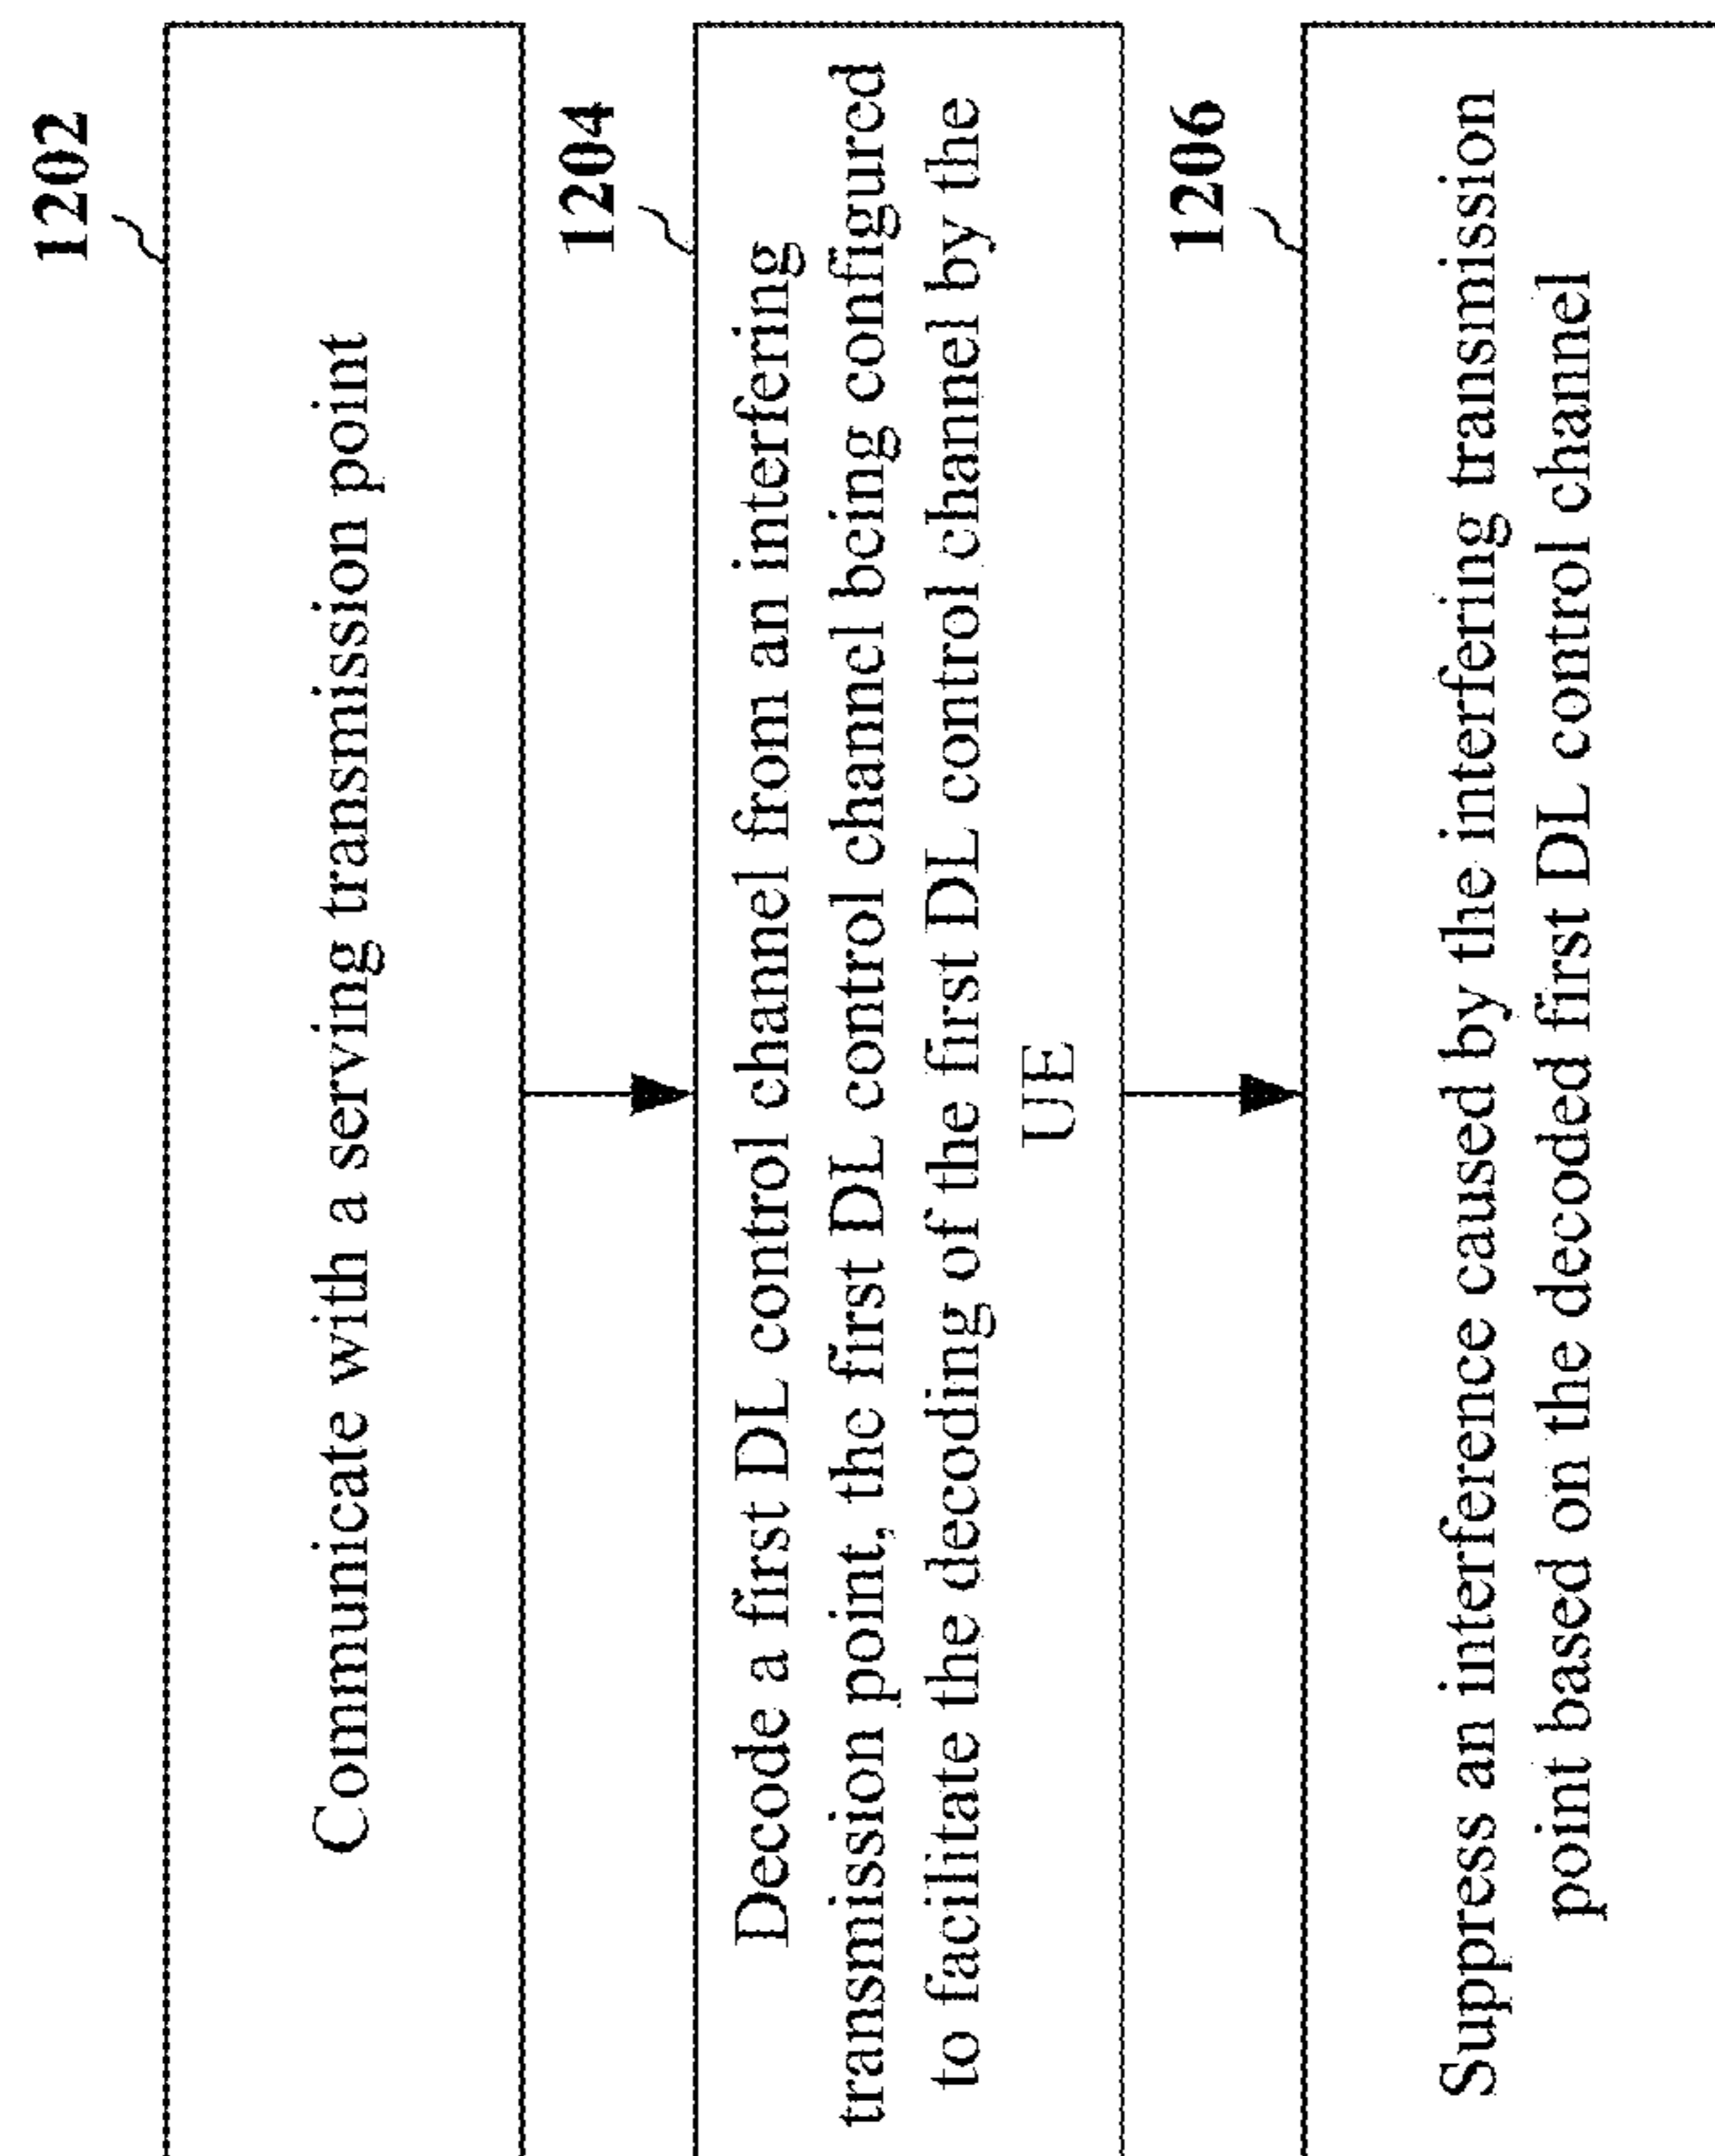 1202
Communicate with a serving transmission point
1204
Decode a first DL control channel from an interfering
transmission point, the first DL control channel being configured
to facilitate the decoding of the first DL control channel by the
UE
1206
Suppress an interference caused by the interfering transmission
point based on the decoded first DL control channel